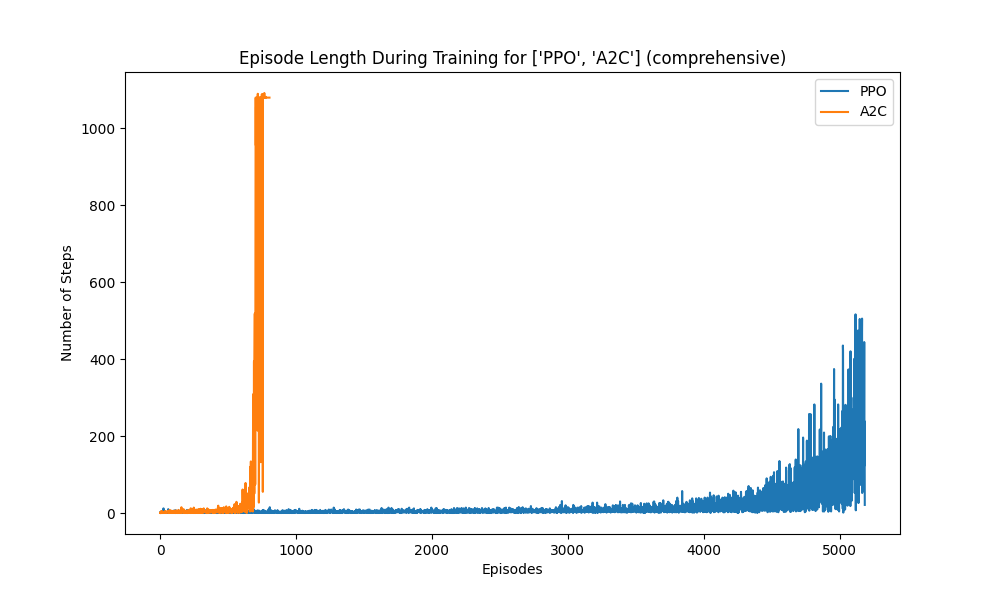 Episode Length During Training for ['PPO', 'A2C'] (comprehensive)
PPO
A2C
Number of Steps
1000
800
600
400
200
0
0 1000 2000 3000 4000 5000
Episodes